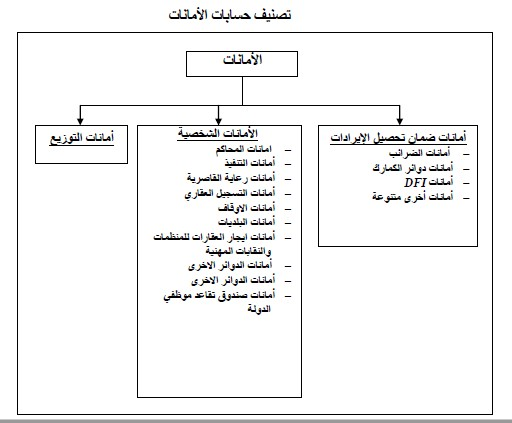 تصنيف حسابات الأمانات
الأمانات
أمانات ضمان تحصيل الإيرادات
– أمانات الضرائب
– أمانات دوائر الكمارك
– أمانات DFI
– أمانات أخرى متنوعة
الأمانات الشخصية
– امانات المحاكم
– أمانات التنفيذ
– أمانات رعاية القاصرية
– أمانات التسجيل العقاري
– أمانات الاوقاف
– أمانات البلديات
– أمانات ايجار العقارات للمنظمات
والنقابات المهنية
– أمانات الدوائر الاخرى
– أمانات الدوائر الاخرى
– أمانات صندوق تقاعد موظفي
الدولة
أمانات التوزيع